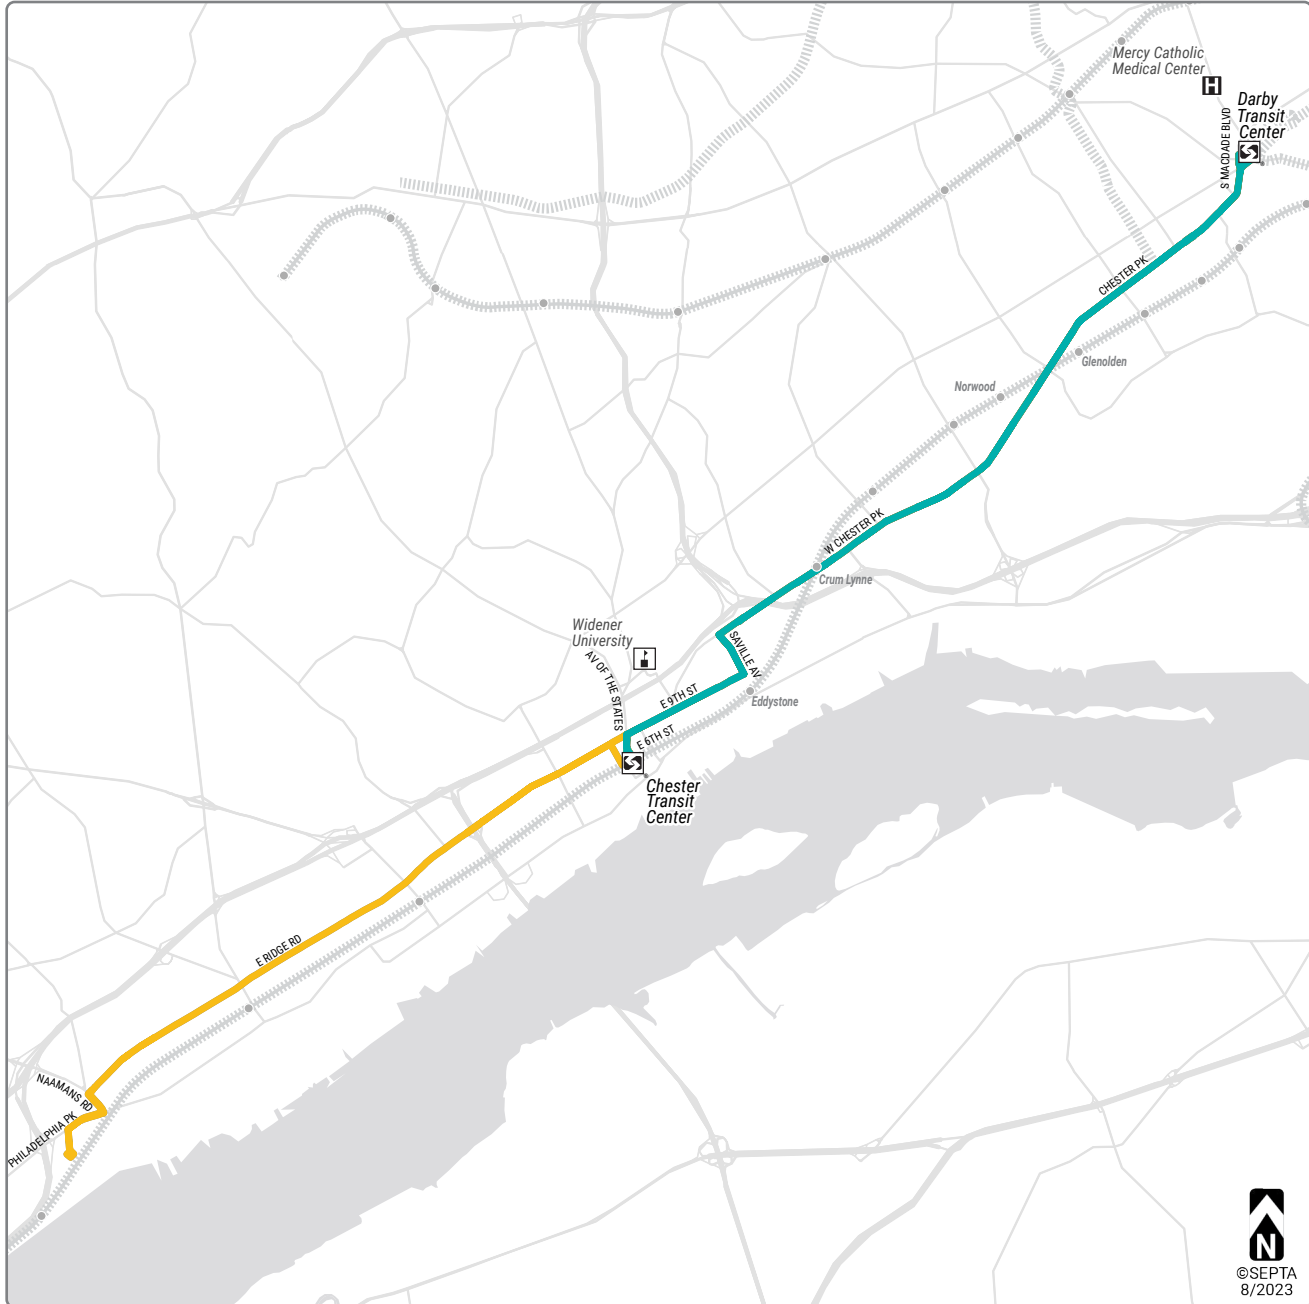 Mercy Catholic
Medical Center
H
Darby
Transit
Center
S MACDADE BLVD
CHESTER PK
Glenolden
Norwood
W CHESTER PK
Crum Lynne
Widener
University
AV OF THE STATES
SAVILLE AV
E 9TH ST
Eddystone
E 6TH ST
Chester
Transit
Center
E RIDGE RD
NAAMANS RD
PHILADELPHIA PK
N
©SEPTA
8/2023